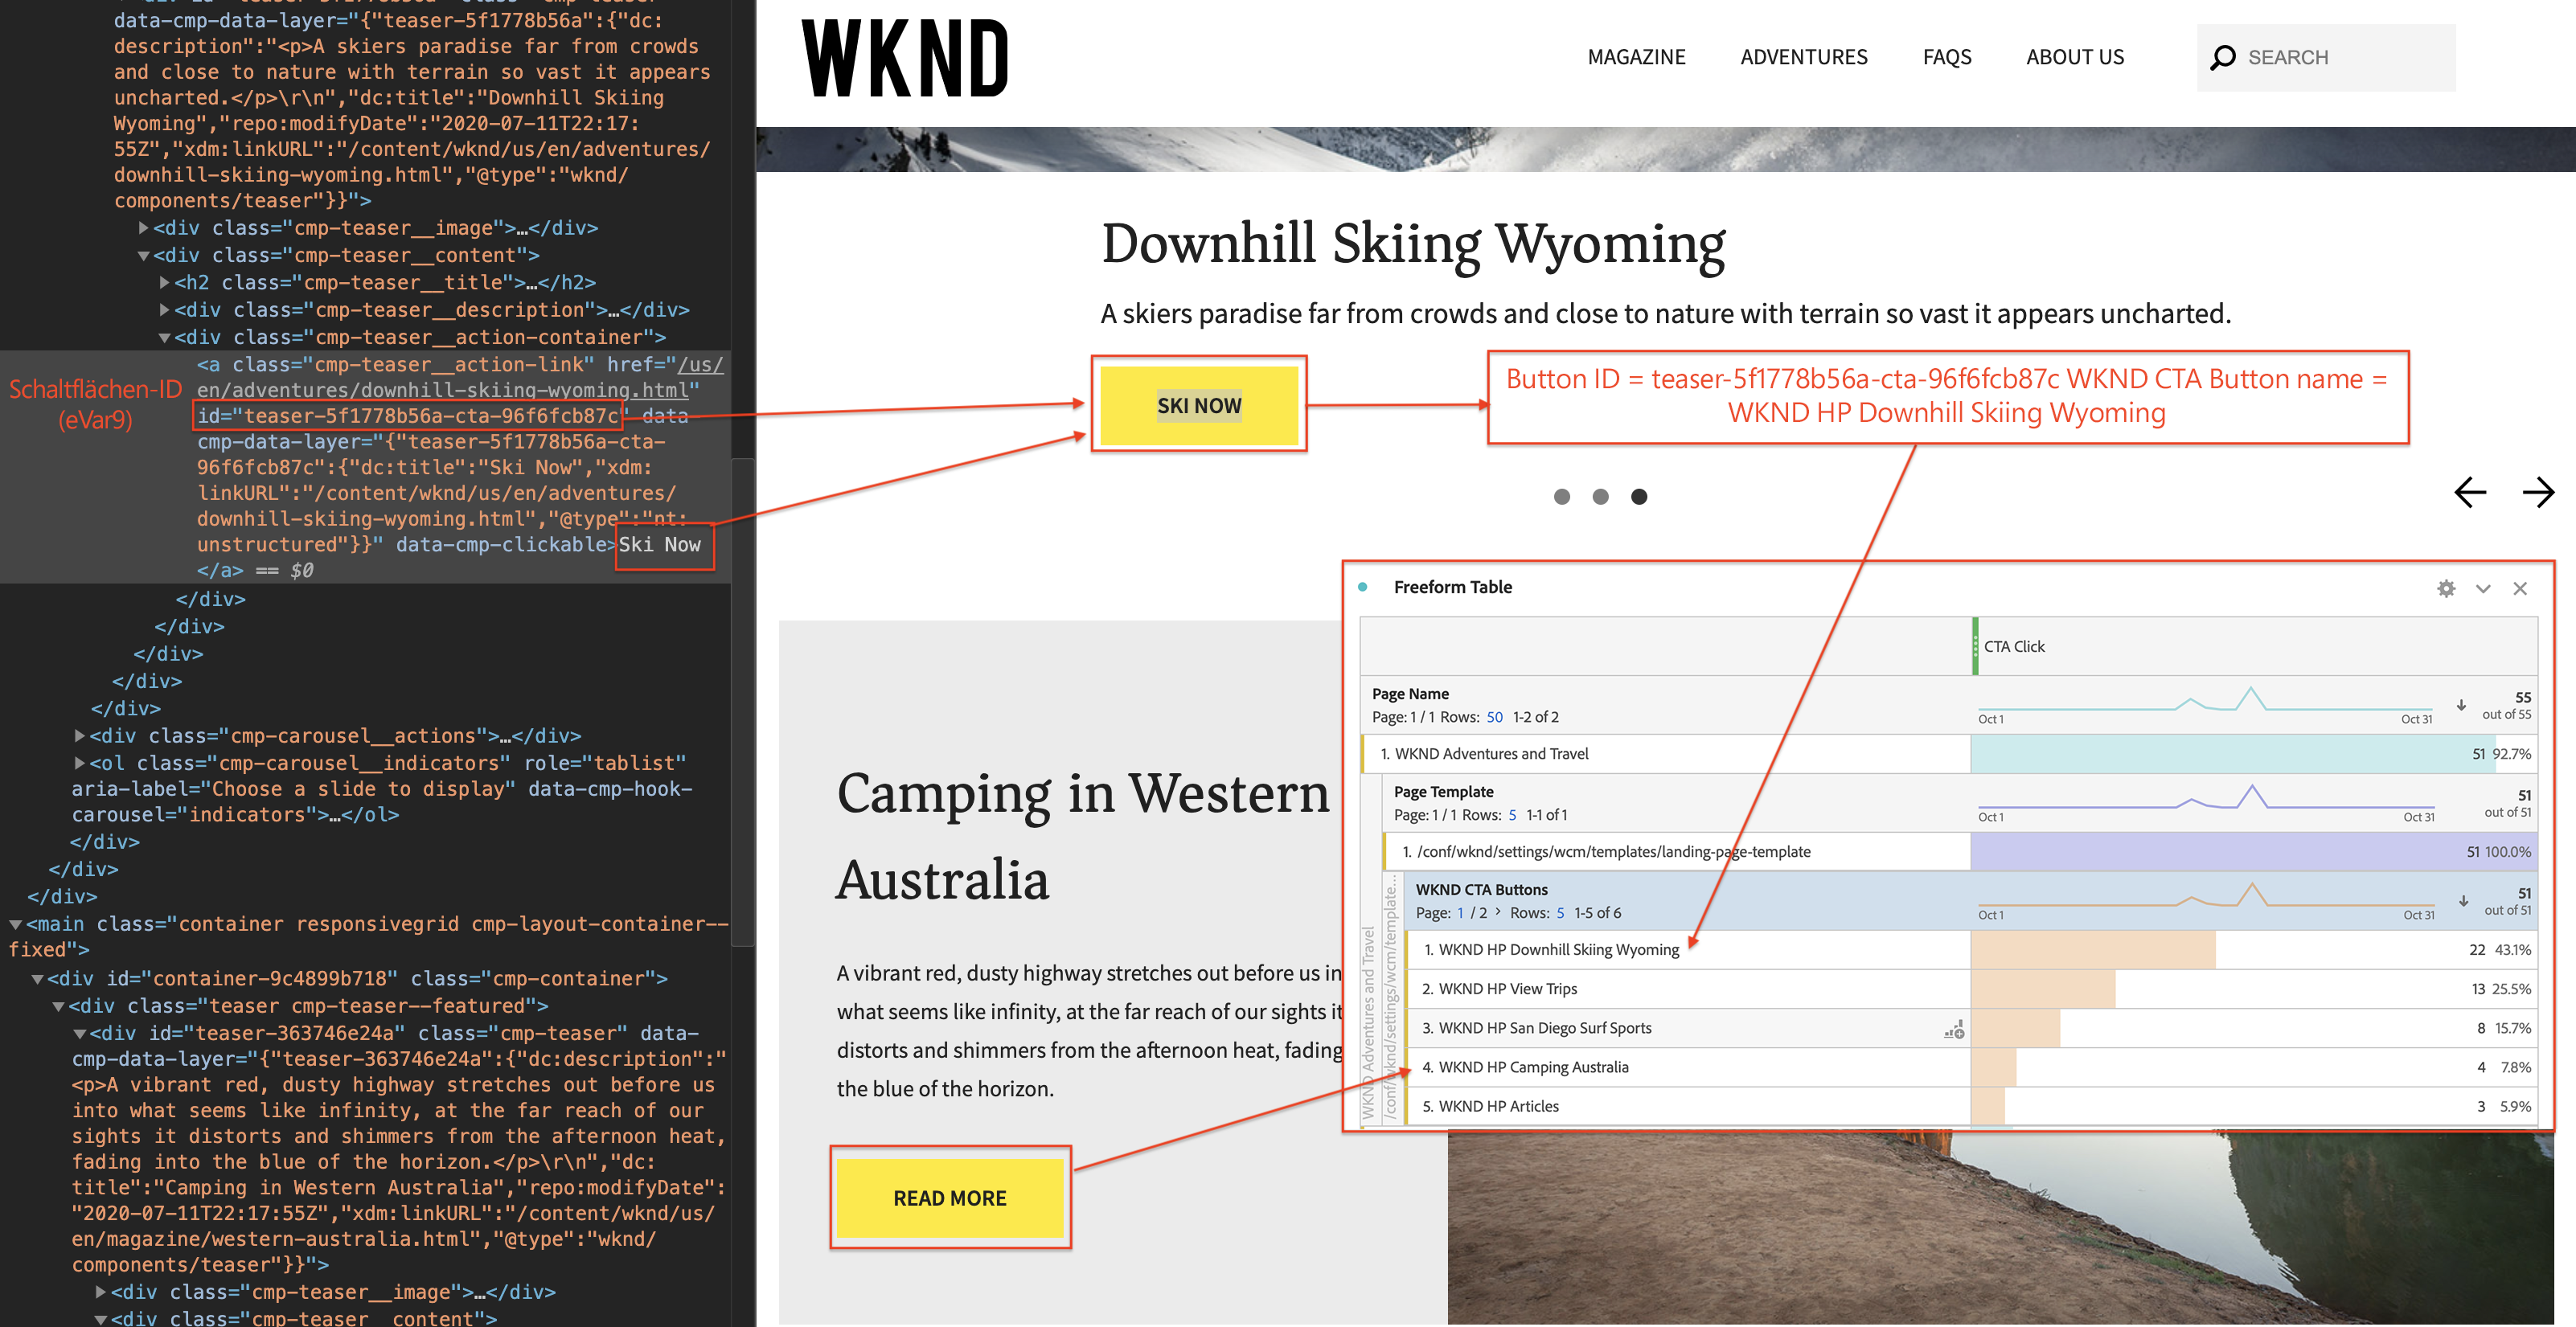 data-cmp-data-layer="{"teaser-5f1778b56a":{"dc:
description":"<p>A skiers paradise far from crowds
and close to nature with terrain so vast it appears
uncharted.</p>\r\n","dc:title":"Downhill Skiing
Wyoming","repo:modifyDate":"2020-07-11T22:17:
55Z","xdm:linkURL":"/content/wknd/us/en/adventures/
downhill-skiing-wyoming.html","@type":"wknd/
components/teaser"}}">
<div class="cmp-teaser__image">…</div>
<div class="cmp-teaser__content">
<h2 class="cmp-teaser__title">…</h2>
<div class="cmp-teaser__description">…</div>
<div class="cmp-teaser__action-container">
<a class="cmp-teaser__action-link" href="/us/
en/adventures/downhill-skiing-wyoming.html"
id="teaser-5f1778b56a-cta-96f6fcb87c" data-
cmp-data-layer="{"teaser-5f1778b56a-cta-
96f6fcb87c":{"dc:title":"Ski Now","xdm:
linkURL":"/content/wknd/us/en/adventures/
downhill-skiing-wyoming.html","@type":"nt:
unstructured"}}" data-cmp-clickable>Ski Now
</a> == $0
Schaltflächen-ID
(eVar9)
</div>
</div>
</div>
</div>
</div>
<div class="cmp-carousel__actions">…</div>
<ol class="cmp-carousel__indicators" role="tablist"
aria-label="Choose a slide to display" data-cmp-hook-
carousel="indicators">…</ol>
</div>
</div>
</div>
<main class="container responsivegrid cmp-layout-container--
fixed">
<div id="container-9c4899b718" class="cmp-container">
<div class="teaser cmp-teaser--featured">
<div id="teaser-363746e24a" class="cmp-teaser" data-
cmp-data-layer="{"teaser-363746e24a":{"dc:description":"
<p>A vibrant red, dusty highway stretches out before us
into what seems like infinity, at the far reach of our
sights it distorts and shimmers from the afternoon heat,
fading into the blue of the horizon.</p>\r\n","dc:
title":"Camping in Western Australia","repo:modifyDate":
"2020-07-11T22:17:55Z","xdm:linkURL":"/content/wknd/us/
en/magazine/western-australia.html","@type":"wknd/
components/teaser"}}">
<div class="cmp-teaser__image">…</div>
<div class="cmp-teaser__content">
WKND
MAGAZINE ADVENTURES FAQS ABOUT US SEARCH
Downhill Skiing Wyoming
A skiers paradise far from crowds and close to nature with terrain so vast it appears uncharted.
SKI NOW
Button ID = teaser-5f1778b56a-cta-96f6fcb87c WKND CTA Button name =
WKND HP Downhill Skiing Wyoming
Camping in Western
Australia
A vibrant red, dusty highway stretches out before us in
what seems like infinity, at the far reach of our sights it
distorts and shimmers from the afternoon heat, fading
the blue of the horizon.
READ MORE
Freeform Table
CTA Click
Page Name
Page: 1 / 1 Rows: 50 1-2 of 2
Oct 1 Oct 31
55
out of 55
1. WKND Adventures and Travel 51 92.7%
Page Template
Page: 1 / 1 Rows: 5 1-1 of 1
Oct 1 Oct 31
51
out of 51
1. /conf/wknd/settings/wcm/templates/landing-page-template 51 100.0%
WKND CTA Buttons
Page: 1 / 2 > Rows: 5 1-5 of 6
Oct 1 Oct 31
51
out of 51
1. WKND HP Downhill Skiing Wyoming 22 43.1%
2. WKND HP View Trips 13 25.5%
3. WKND HP San Diego Surf Sports 8 15.7%
4. WKND HP Camping Australia 4 7.8%
5. WKND HP Articles 3 5.9%
WKND Adventures and Travel
/conf/wknd/settings/wcm/template...